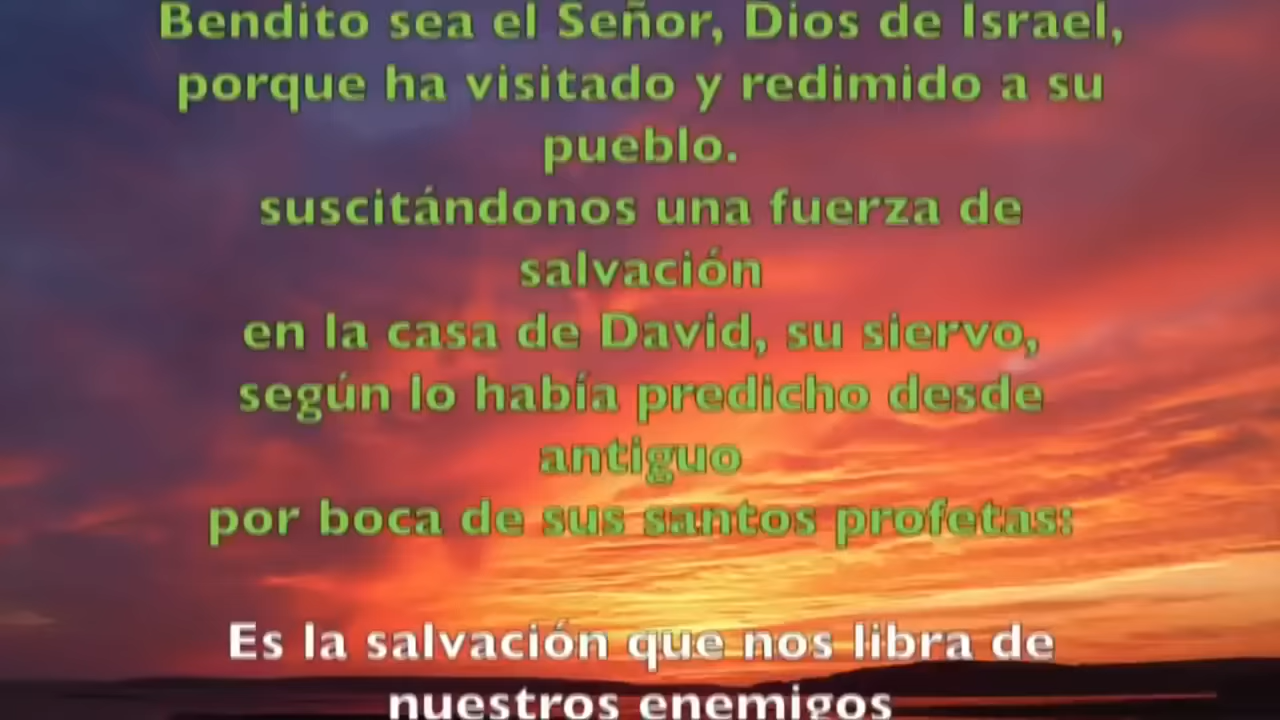 Bendito sea el Señor, Dios de Israel,
porque ha visitado y redimido a su
pueblo.
suscitándonos una fuerza de
salvación
en la casa de David, su siervo,
según lo había predicho desde
antiguo
por boca de sus santos profetas:
Es la salvación que nos libra de
nuestros enemigos